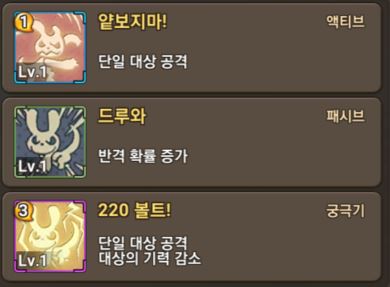 1
얕보지마!
액티브
단일 대상 공격
Lv.1
드루와
패시브
반격 확률 증가
Lv.1
3
220 볼트!
궁극기
단일 대상 공격
대상의 기력 감소
Lv.1